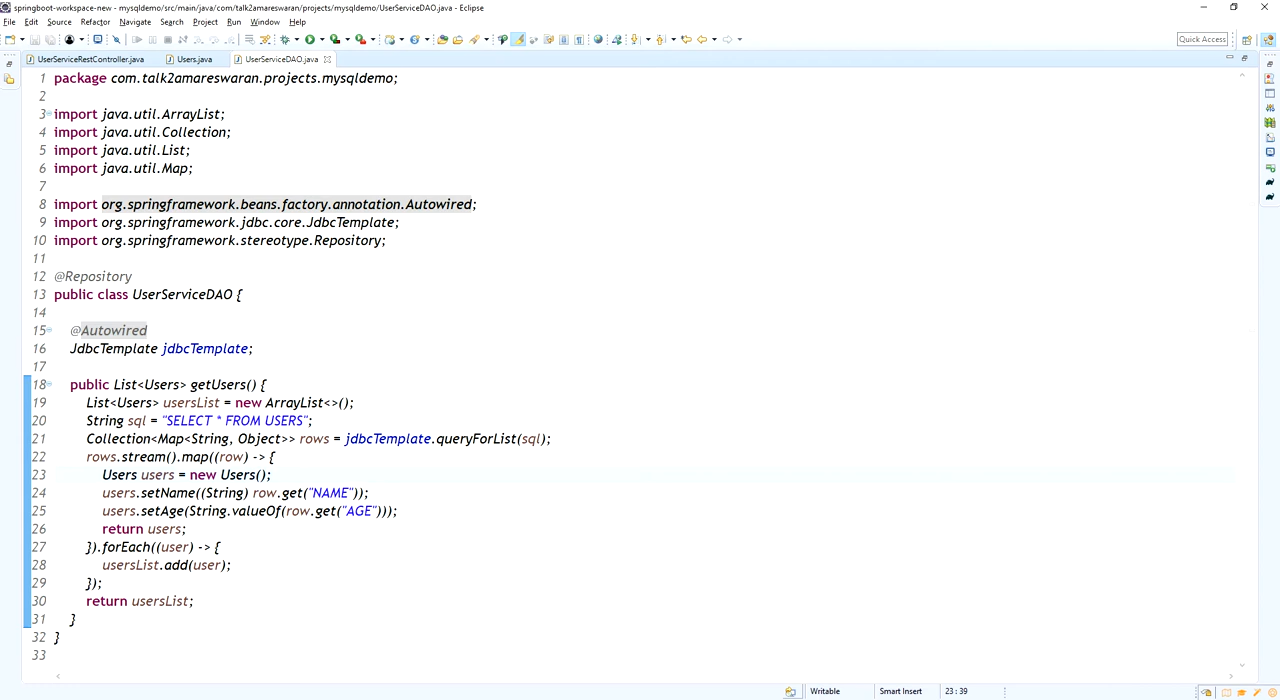 springboot-workspace-new - mysqldemo/src/main/java/com/talk2amareswaran/projects/mysqldemo/UserServiceDAO.java - Eclipse
File Edit Source Refactor Navigate Search Project Run Window Help
Quick Access
UserServiceRestController.java Users.java UserServiceDAO.java
1 package com.talk2amareswaran.projects.mysqldemo;
2
3 import java.util.ArrayList;
4 import java.util.Collection;
5 import java.util.List;
6 import java.util.Map;
7
8 import org.springframework.beans.factory.annotation.Autowired;
9 import org.springframework.jdbc.core.JdbcTemplate;
10 import org.springframework.stereotype.Repository;
11
12 @Repository
13 public class UserServiceDAO {
14
15 @Autowired
16 JdbcTemplate jdbcTemplate;
17
18 public List<Users> getUsers() {
19 List<Users> usersList = new ArrayList<>();
20 String sql = "SELECT * FROM USERS";
21 Collection<Map<String, Object>> rows = jdbcTemplate.queryForList(sql);
22 rows.stream().map((row) -> {
23 Users users = new Users();
24 users.setName((String) row.get("NAME"));
25 users.setAge(String.valueOf(row.get("AGE")));
26 return users;
27 }).forEach((user) -> {
28 usersList.add(user);
29 });
30 return usersList;
31 }
32 }
33
Writable Smart Insert 23 : 39